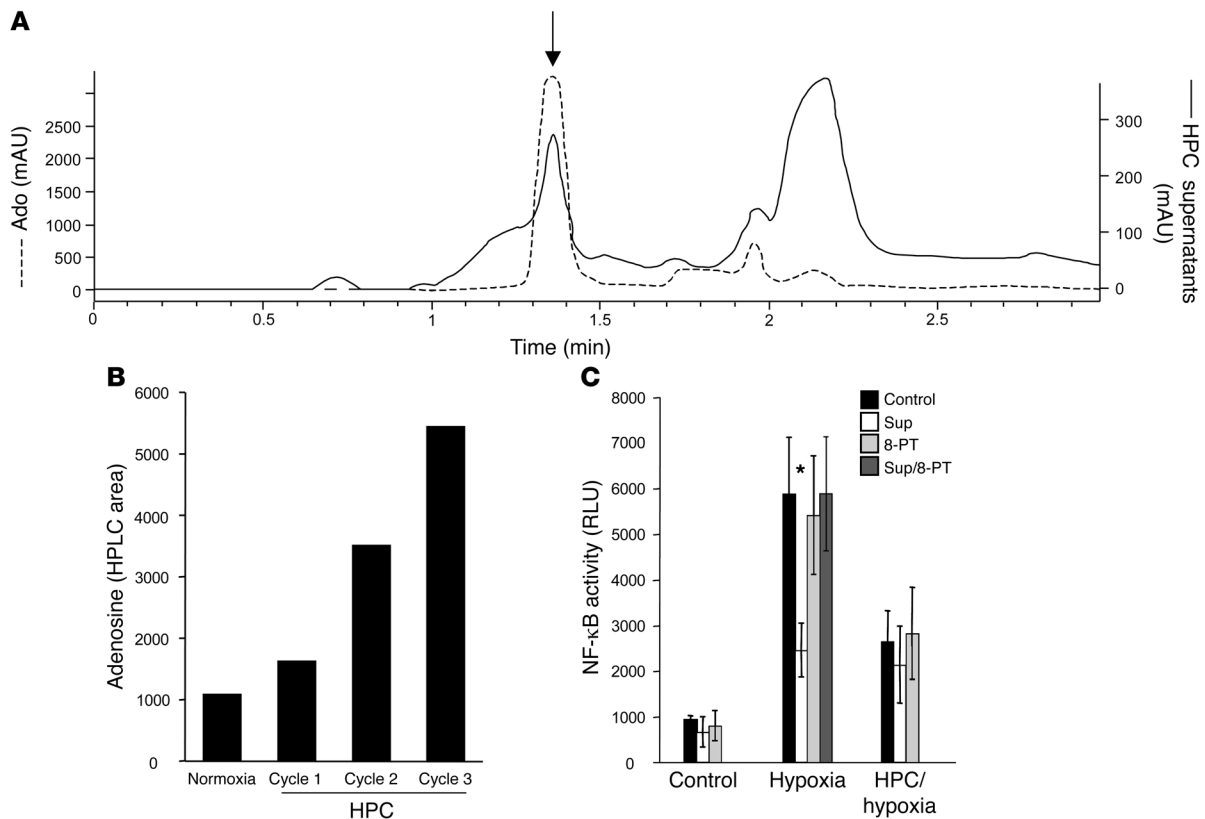 A
Ado (mAU)
2500
2000
1500
1000
500
0
300
200
100
0
HPC supernatants
(mAU)
0
0.5
1
1.5
2
2.5
Time (min)
B
Adenosine (HPLC area)
6000
5000
4000
3000
2000
1000
0
Normoxia Cycle 1 Cycle 2 Cycle 3
HPC
C
NF-κB activity (RLU)
8000
7000
6000
5000
4000
3000
2000
1000
0
Control
Sup
8-PT
Sup/8-PT
*
Control Hypoxia HPC/
hypoxia